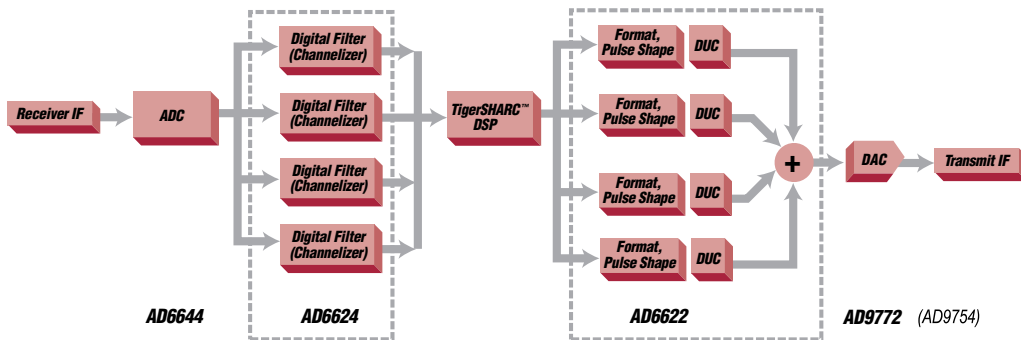 Receiver IF
ADC
Digital Filter
(Channelizer)
Digital Filter
(Channelizer)
Digital Filter
(Channelizer)
Digital Filter
(Channelizer)
TigerSHARC™
DSP
Format,
Pulse Shape
DUC
Format,
Pulse Shape
DUC
Format,
Pulse Shape
DUC
Format,
Pulse Shape
DUC
+
DAC
Transmit IF
AD6644
AD6624
AD6622
AD9772 (AD9754)